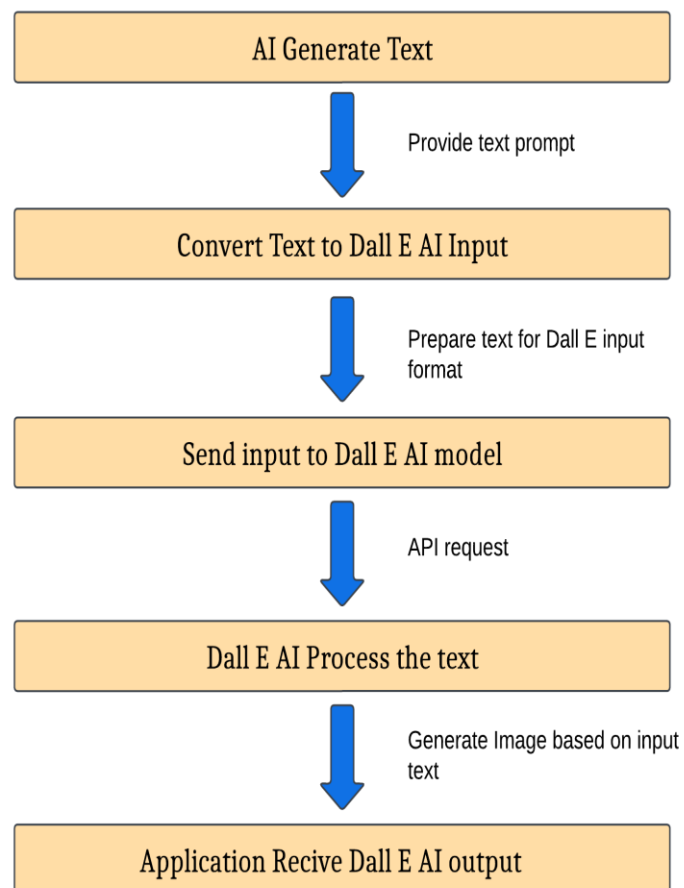 AI Generate Text
Provide text prompt
Convert Text to Dall E AI Input
Prepare text for Dall E input
format
Send input to Dall E AI model
API request
Dall E AI Process the text
Generate Image based on input
text
Application Recive Dall E AI output